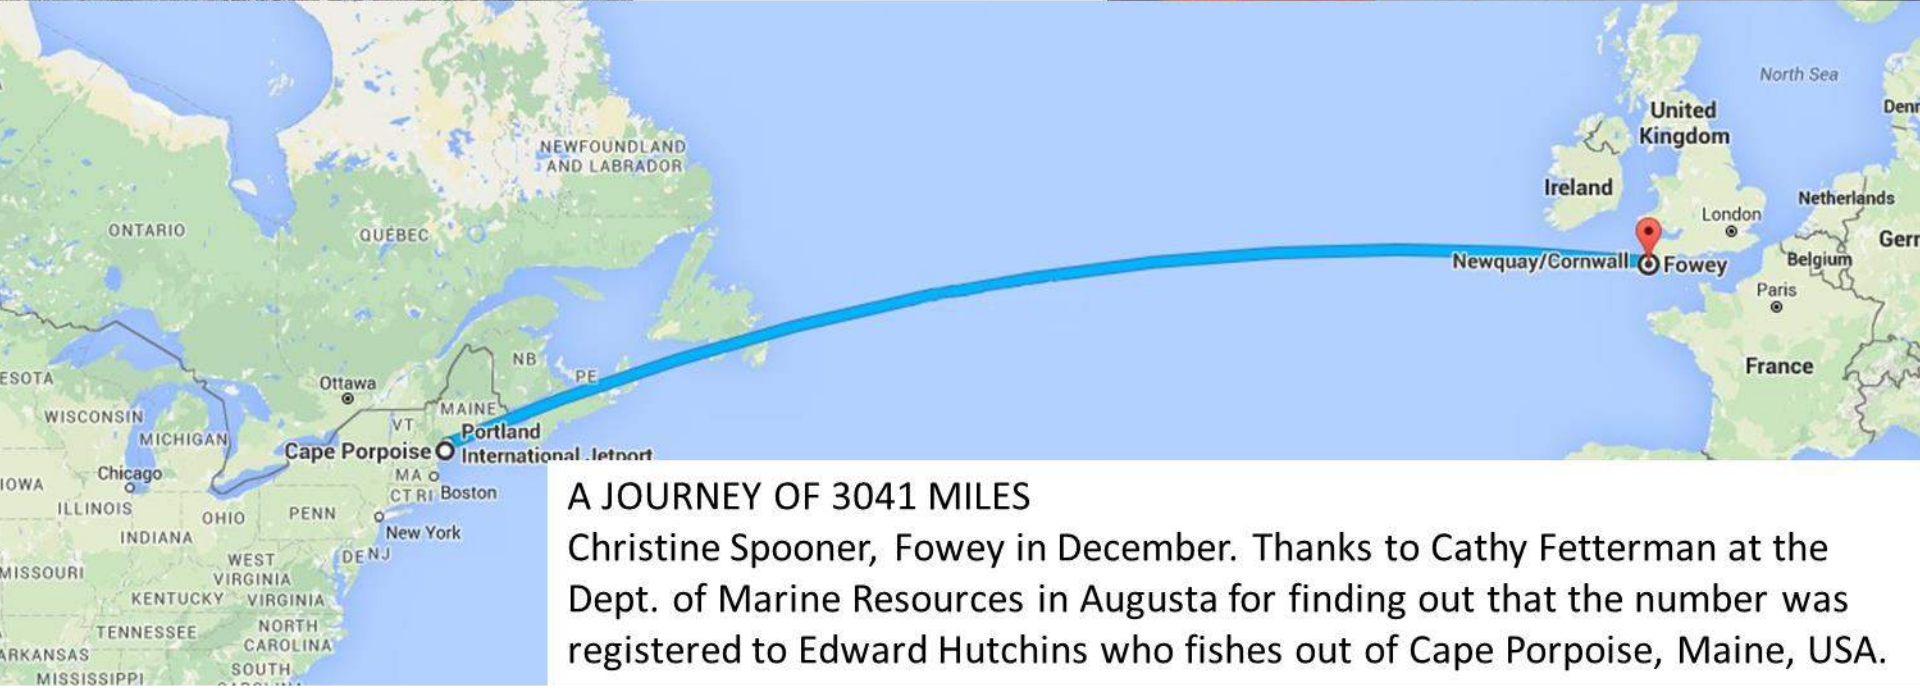 North Sea
Denr
United
Kingdom
NEWFOUNDLAND
AND LABRADOR
Ireland
Netherlands
London
ONTARIO
QUÉBEC
Germ
Newquay/Cornwall
Fowey
Belgium
Paris
NB
PE
France
ESOTA
Ottawa
MAINE
WISCONSIN
VT
MICHIGAN
Portland
International Jetport
Cape Porpoise
Chicago
MA
IOWA
CT RI
Boston
ILLINOIS
OHIO
PENN
INDIANA
New York
WEST
VIRGINIA
DE NJ
MISSOURI
KENTUCKY
VIRGINIA
TENNESSEE
NORTH
CAROLINA
ARKANSAS
SOUTH
CAROLINA
MISSISSIPPI
A JOURNEY OF 3041 MILES
Christine Spooner, Fowey in December. Thanks to Cathy Fetterman at the
Dept. of Marine Resources in Augusta for finding out that the number was
registered to Edward Hutchins who fishes out of Cape Porpoise, Maine, USA.